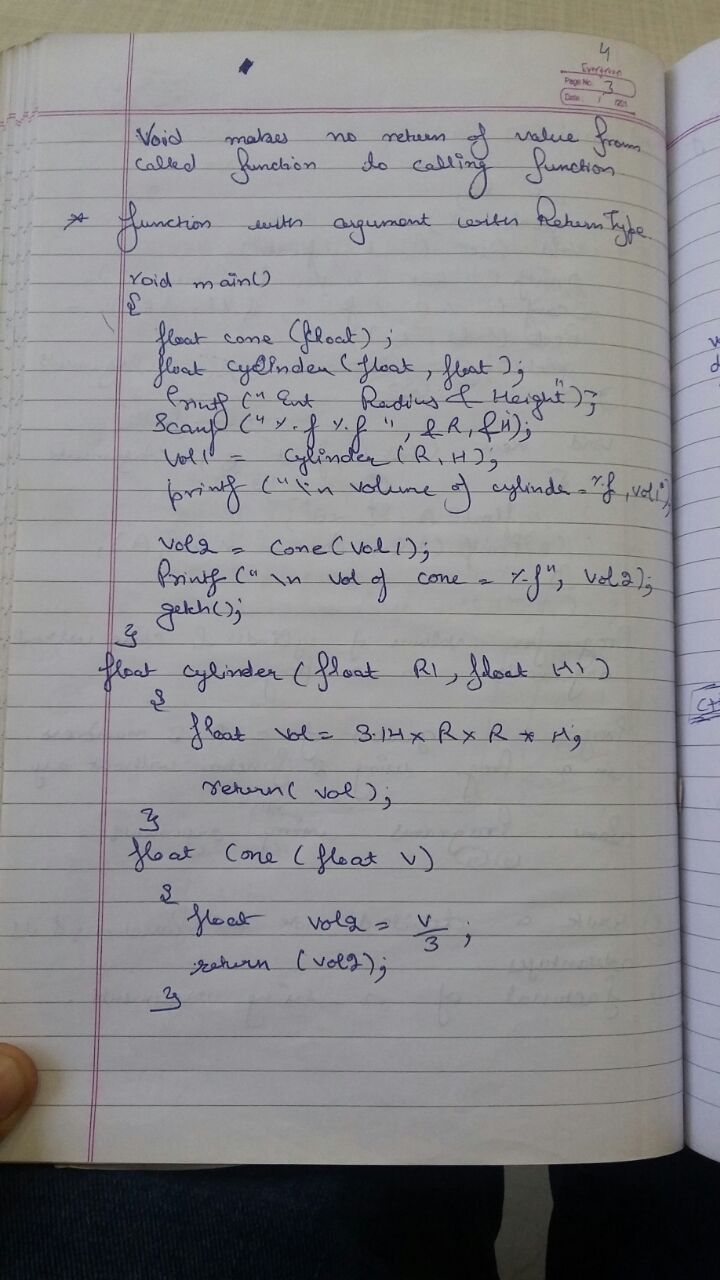 4
Evergreen
Page No. 3
Date: / /201
Void makes no return of value from
called function to calling function
* function with argument with Return Type
void main()
{
float cone (float);
float cylinder (float, float);
Printf (" Ent Radius & Height");
Scanf (" %f %f ", &R, &H);
Vol1 = cylinder (R, H);
printf ("\n volume of cylinder = %f, vol1");
vol2 = cone (vol1);
Printf (" \n vol of cone = %f", vol2);
getch();
}
float cylinder (float R1, float H1)
{
float vol = 3.14 * R * R * H;
return( vol );
}
float Cone (float V)
{
float vol2 = V/3;
return (vol2);
}